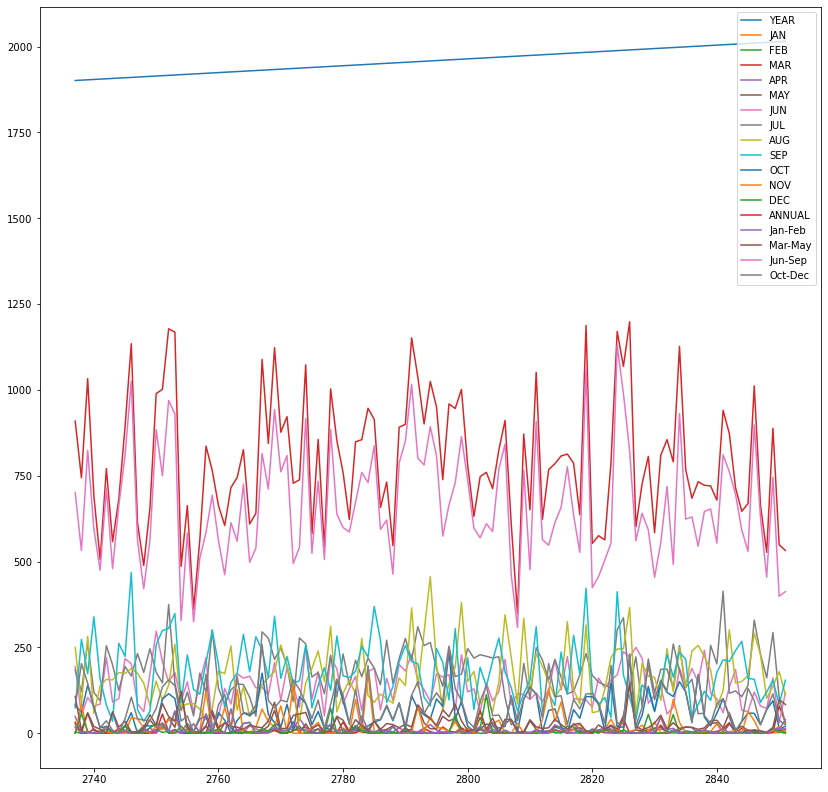 2000
1750
1500
1250
1000
750
500
250
0
2740 2760 2780 2800 2820 2840
YEAR
JAN
FEB
MAR
APR
MAY
JUN
JUL
AUG
SEP
OCT
NOV
DEC
ANNUAL
Jan-Feb
Mar-May
Jun-Sep
Oct-Dec